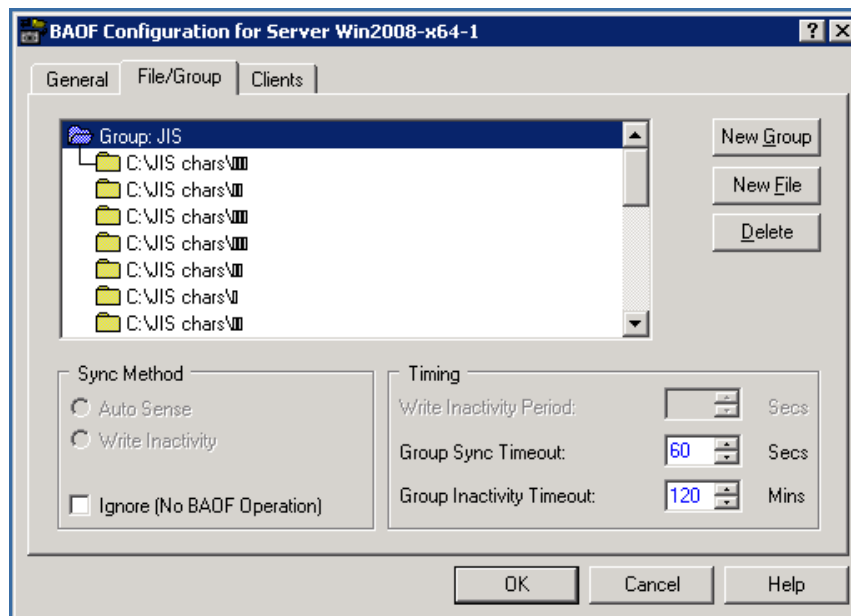 BAOF Configuration for Server Win2008-x64-1
General File/Group Clients
Group: JIS
C:\JIS chars\
C:\JIS chars\
C:\JIS chars\
C:\JIS chars\
C:\JIS chars\
C:\JIS chars\
C:\JIS chars\
New Group
New File
Delete
Sync Method
Auto Sense
Write Inactivity
Ignore (No BAOF Operation)
Timing
Write Inactivity Period: Secs
Group Sync Timeout: 60 Secs
Group Inactivity Timeout: 120 Mins
OK Cancel Help